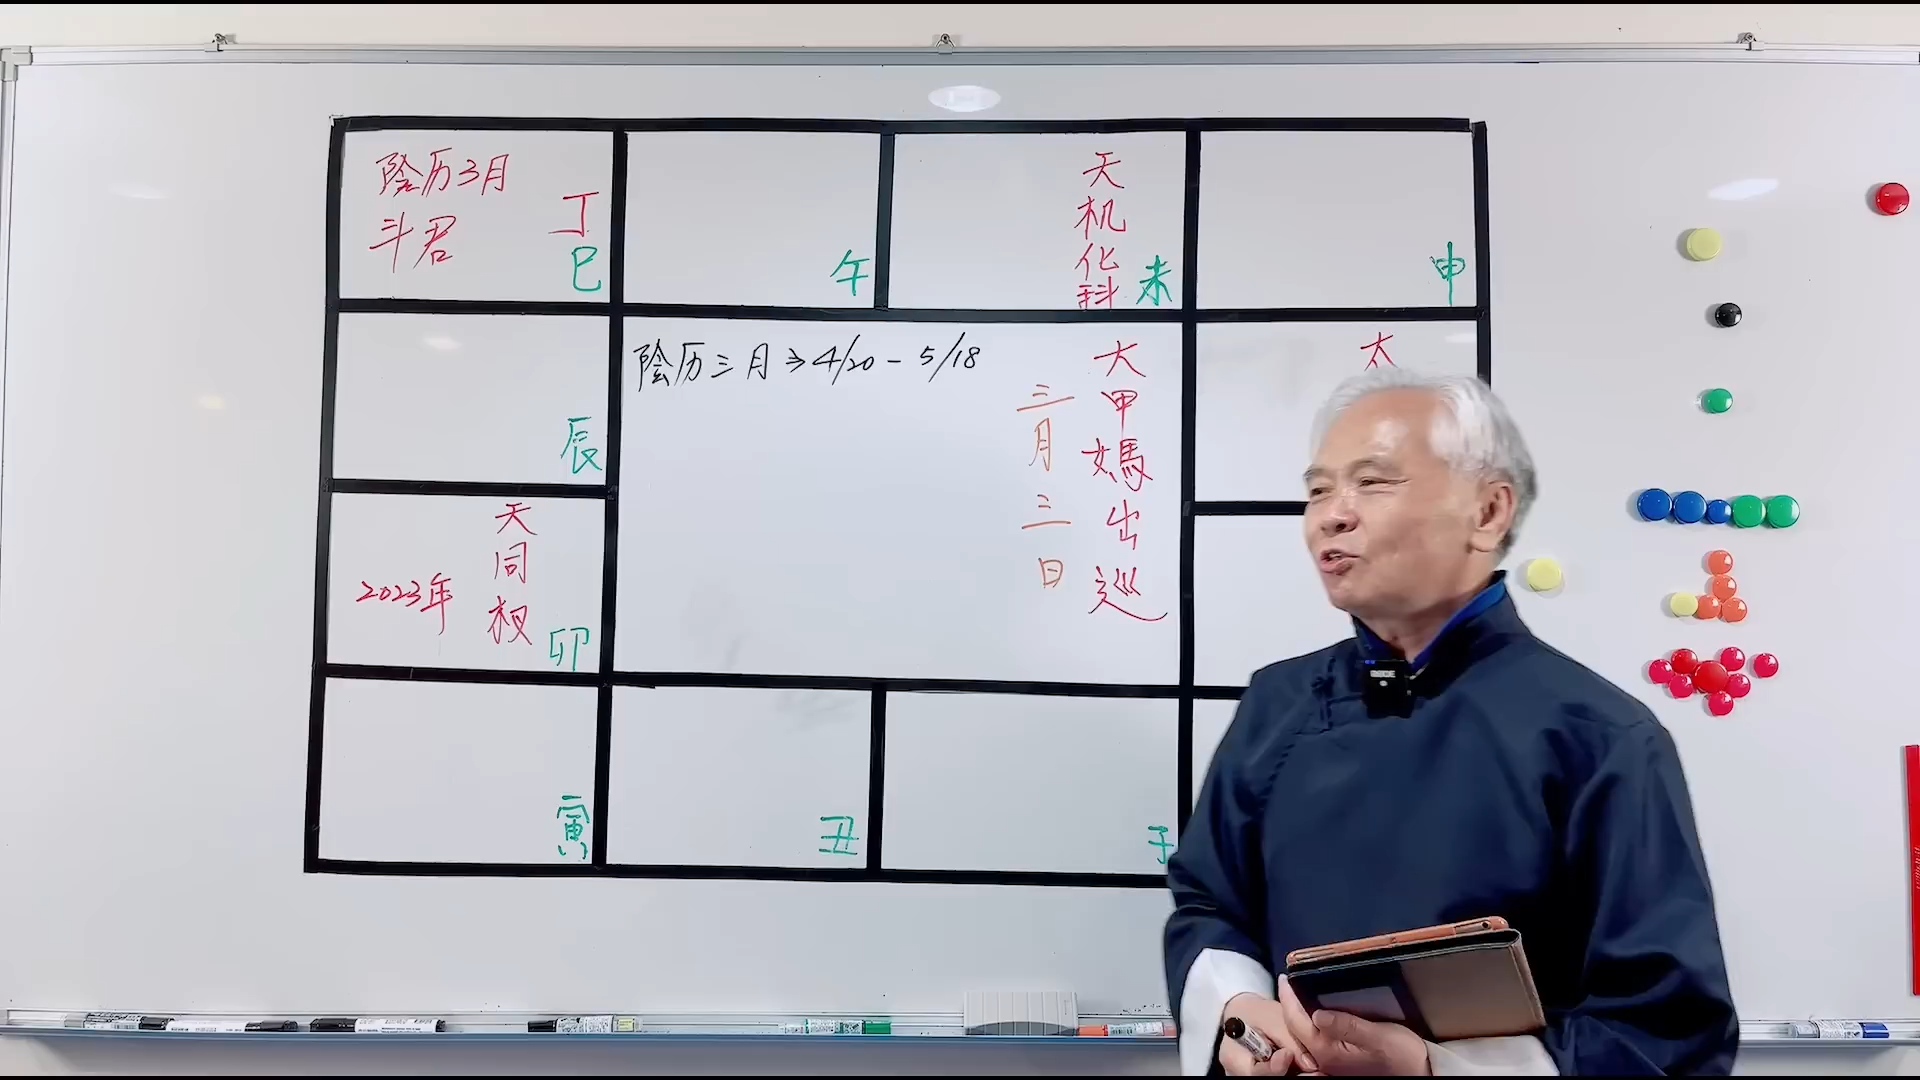 陰历3月
斗君
丁
巳
午
天机化科
未
申
辰
陰历三月→4/20-5/18
大甲媽出巡
三月三日
太
2023年
天同权
卯
寅
丑
子